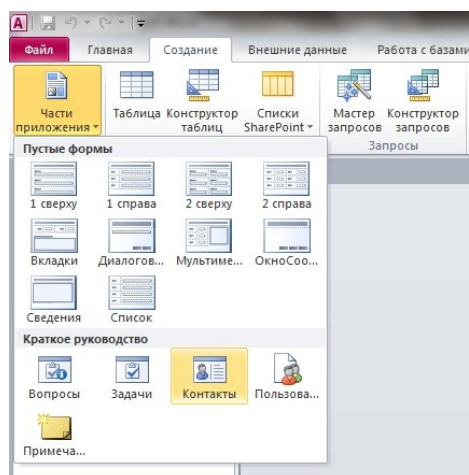 A
Файл Главная Создание Внешние данные Работа с базами
Части приложения
Таблица
Конструктор таблиц
Списки SharePoint
Мастер запросов
Конструктор запросов
Запросы
Пустые формы
1 сверху 1 справа 2 сверху 2 справа
Вкладки Диалогов... Мультиме... ОкноСоо...
Сведения Список
Краткое руководство
Вопросы Задачи Контакты Пользова...
Примеча...